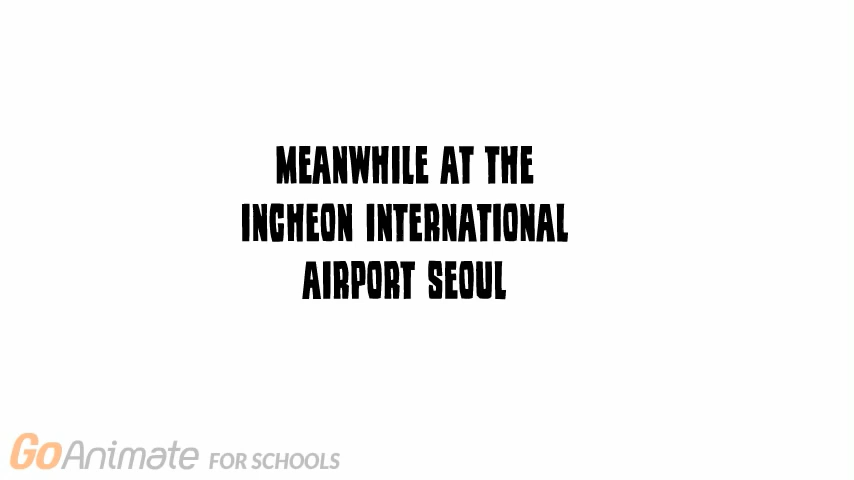 MEANWHILE AT THE
INCHEON INTERNATIONAL
AIRPORT SEOUL
GoAnimate FOR SCHOOLS